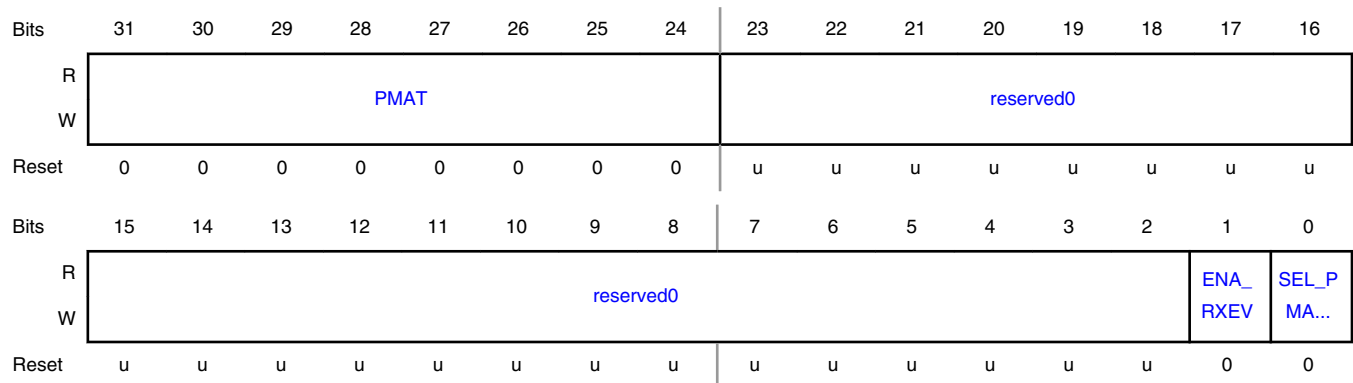 Bits 31 30 29 28 27 26 25 24 23 22 21 20 19 18 17 16
R
PMAT reserved0
W
Reset 0 0 0 0 0 0 0 0 u u u u u u u u
Bits 15 14 13 12 11 10 9 8 7 6 5 4 3 2 1 0
R
reserved0 ENA_ SEL_P
W RXEV MA...
Reset u u u u u u u u u u u u u u 0 0